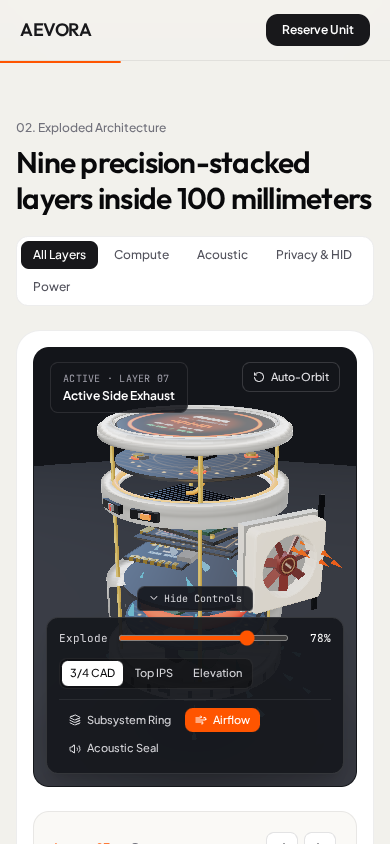 AEVORA
Reserve Unit
02. Exploded Architecture
Nine precision-stacked
layers inside 100 millimeters
All Layers
Compute
Acoustic
Privacy & HID
Power
ACTIVE · LAYER 07
Active Side Exhaust
Auto-Orbit
Hide Controls
Explode
78%
3/4 CAD
Top IPS
Elevation
Subsystem Ring
Airflow
Acoustic Seal